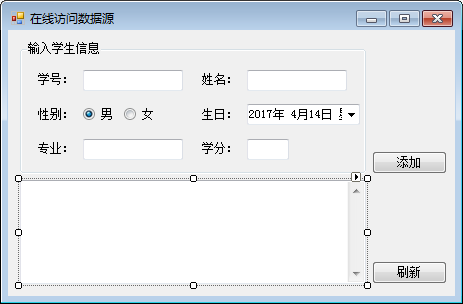 在线访问数据源
输入学生信息
学号： 姓名：
性别： 男 女 生日： 2017年 4月14日
专业： 学分：
添加
刷新